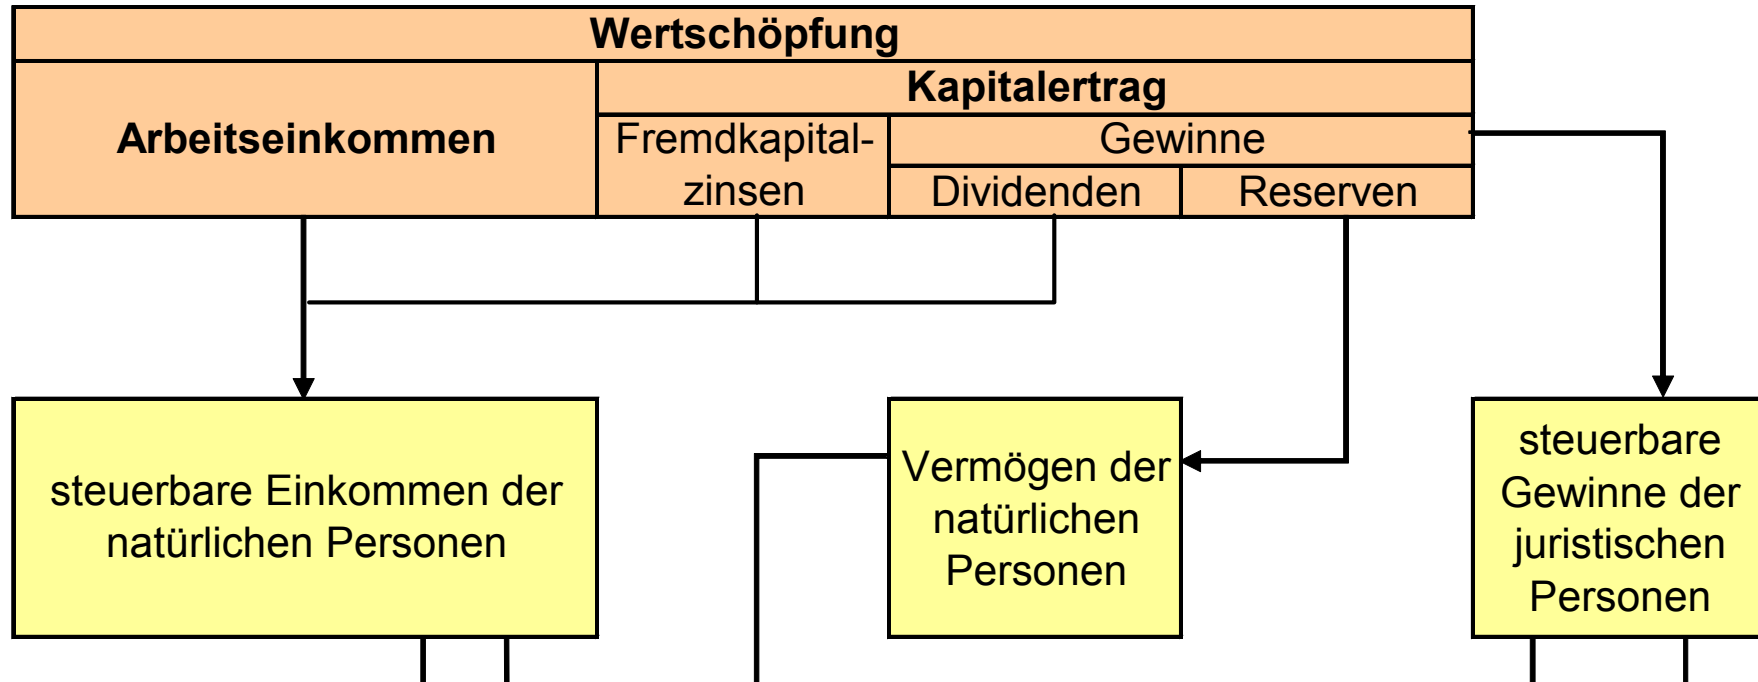 Wertschöpfung
Kapitalertrag
Arbeitseinkommen
Fremdkapital-
zinsen
Gewinne
Dividenden
Reserven
steuerbare Einkommen der
natürlichen Personen
Vermögen der
natürlichen
Personen
steuerbare
Gewinne der
juristischen
Personen